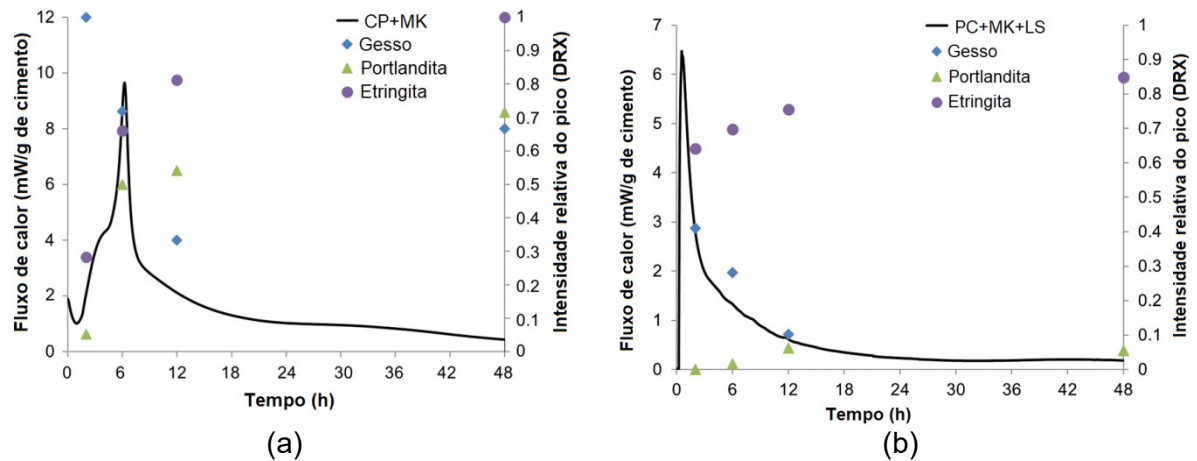 Fluxo de calor (mW/g de cimento)
12
10
8
6
4
2
0
CP+MK
Gesso
Portlandita
Etringita
1
0.9
0.8
0.7
0.6
0.5
0.4
0.3
0.2
0.1
0
Intensidade relativa do pico (DRX)
0 6 12 18 24 30 36 42 48
Tempo (h)
(a)
Fluxo de calor (mW/g de cimento)
7
6
5
4
3
2
1
0
PC+MK+LS
Gesso
Portlandita
Etringita
1
0.9
0.8
0.7
0.6
0.5
0.4
0.3
0.2
0.1
0
Intensidade relativa do pico (DRX)
0 6 12 18 24 30 36 42 48
Tempo (h)
(b)